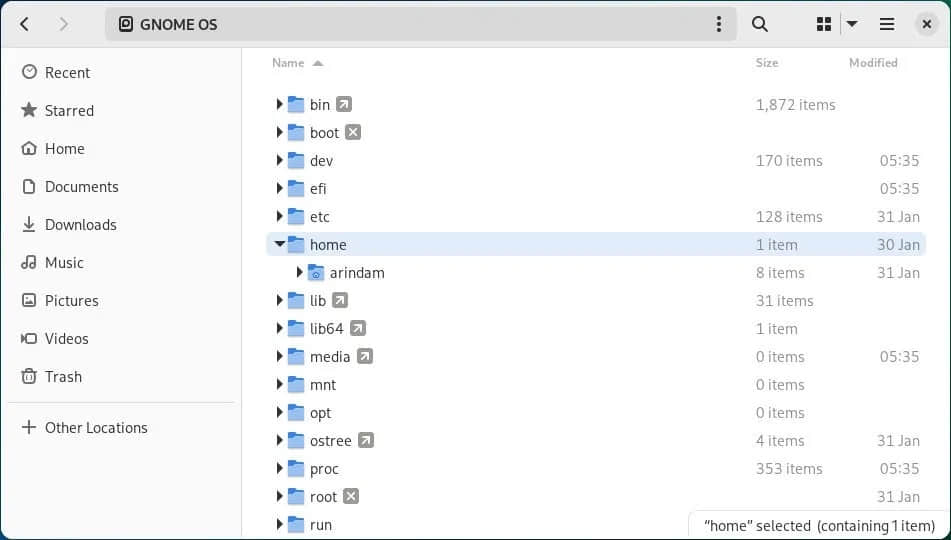 GNOME OS
Recent
Starred
Home
Documents
Downloads
Music
Pictures
Videos
Trash
Other Locations
Name Size Modified
bin 1,872 items
boot
dev 170 items 05:35
efi 05:35
etc 128 items 31 Jan
home 1 item 30 Jan
arindam 8 items 31 Jan
lib 31 items
lib64 1 item
media 0 items 05:35
mnt 0 items
opt 0 items
ostree 4 items 31 Jan
proc 353 items 05:35
root 31 Jan
run
“home” selected (containing 1 item)